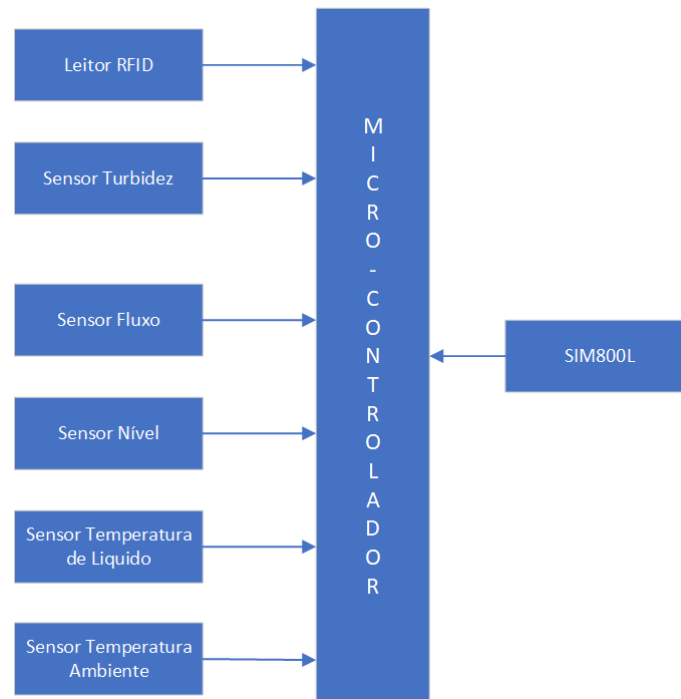 Leitor RFID
Sensor Turbidez
Sensor Fluxo
Sensor Nível
Sensor Temperatura
de Liquido
Sensor Temperatura
Ambiente
M
I
C
R
O
-
C
O
N
T
R
O
L
A
D
O
R
SIM800L